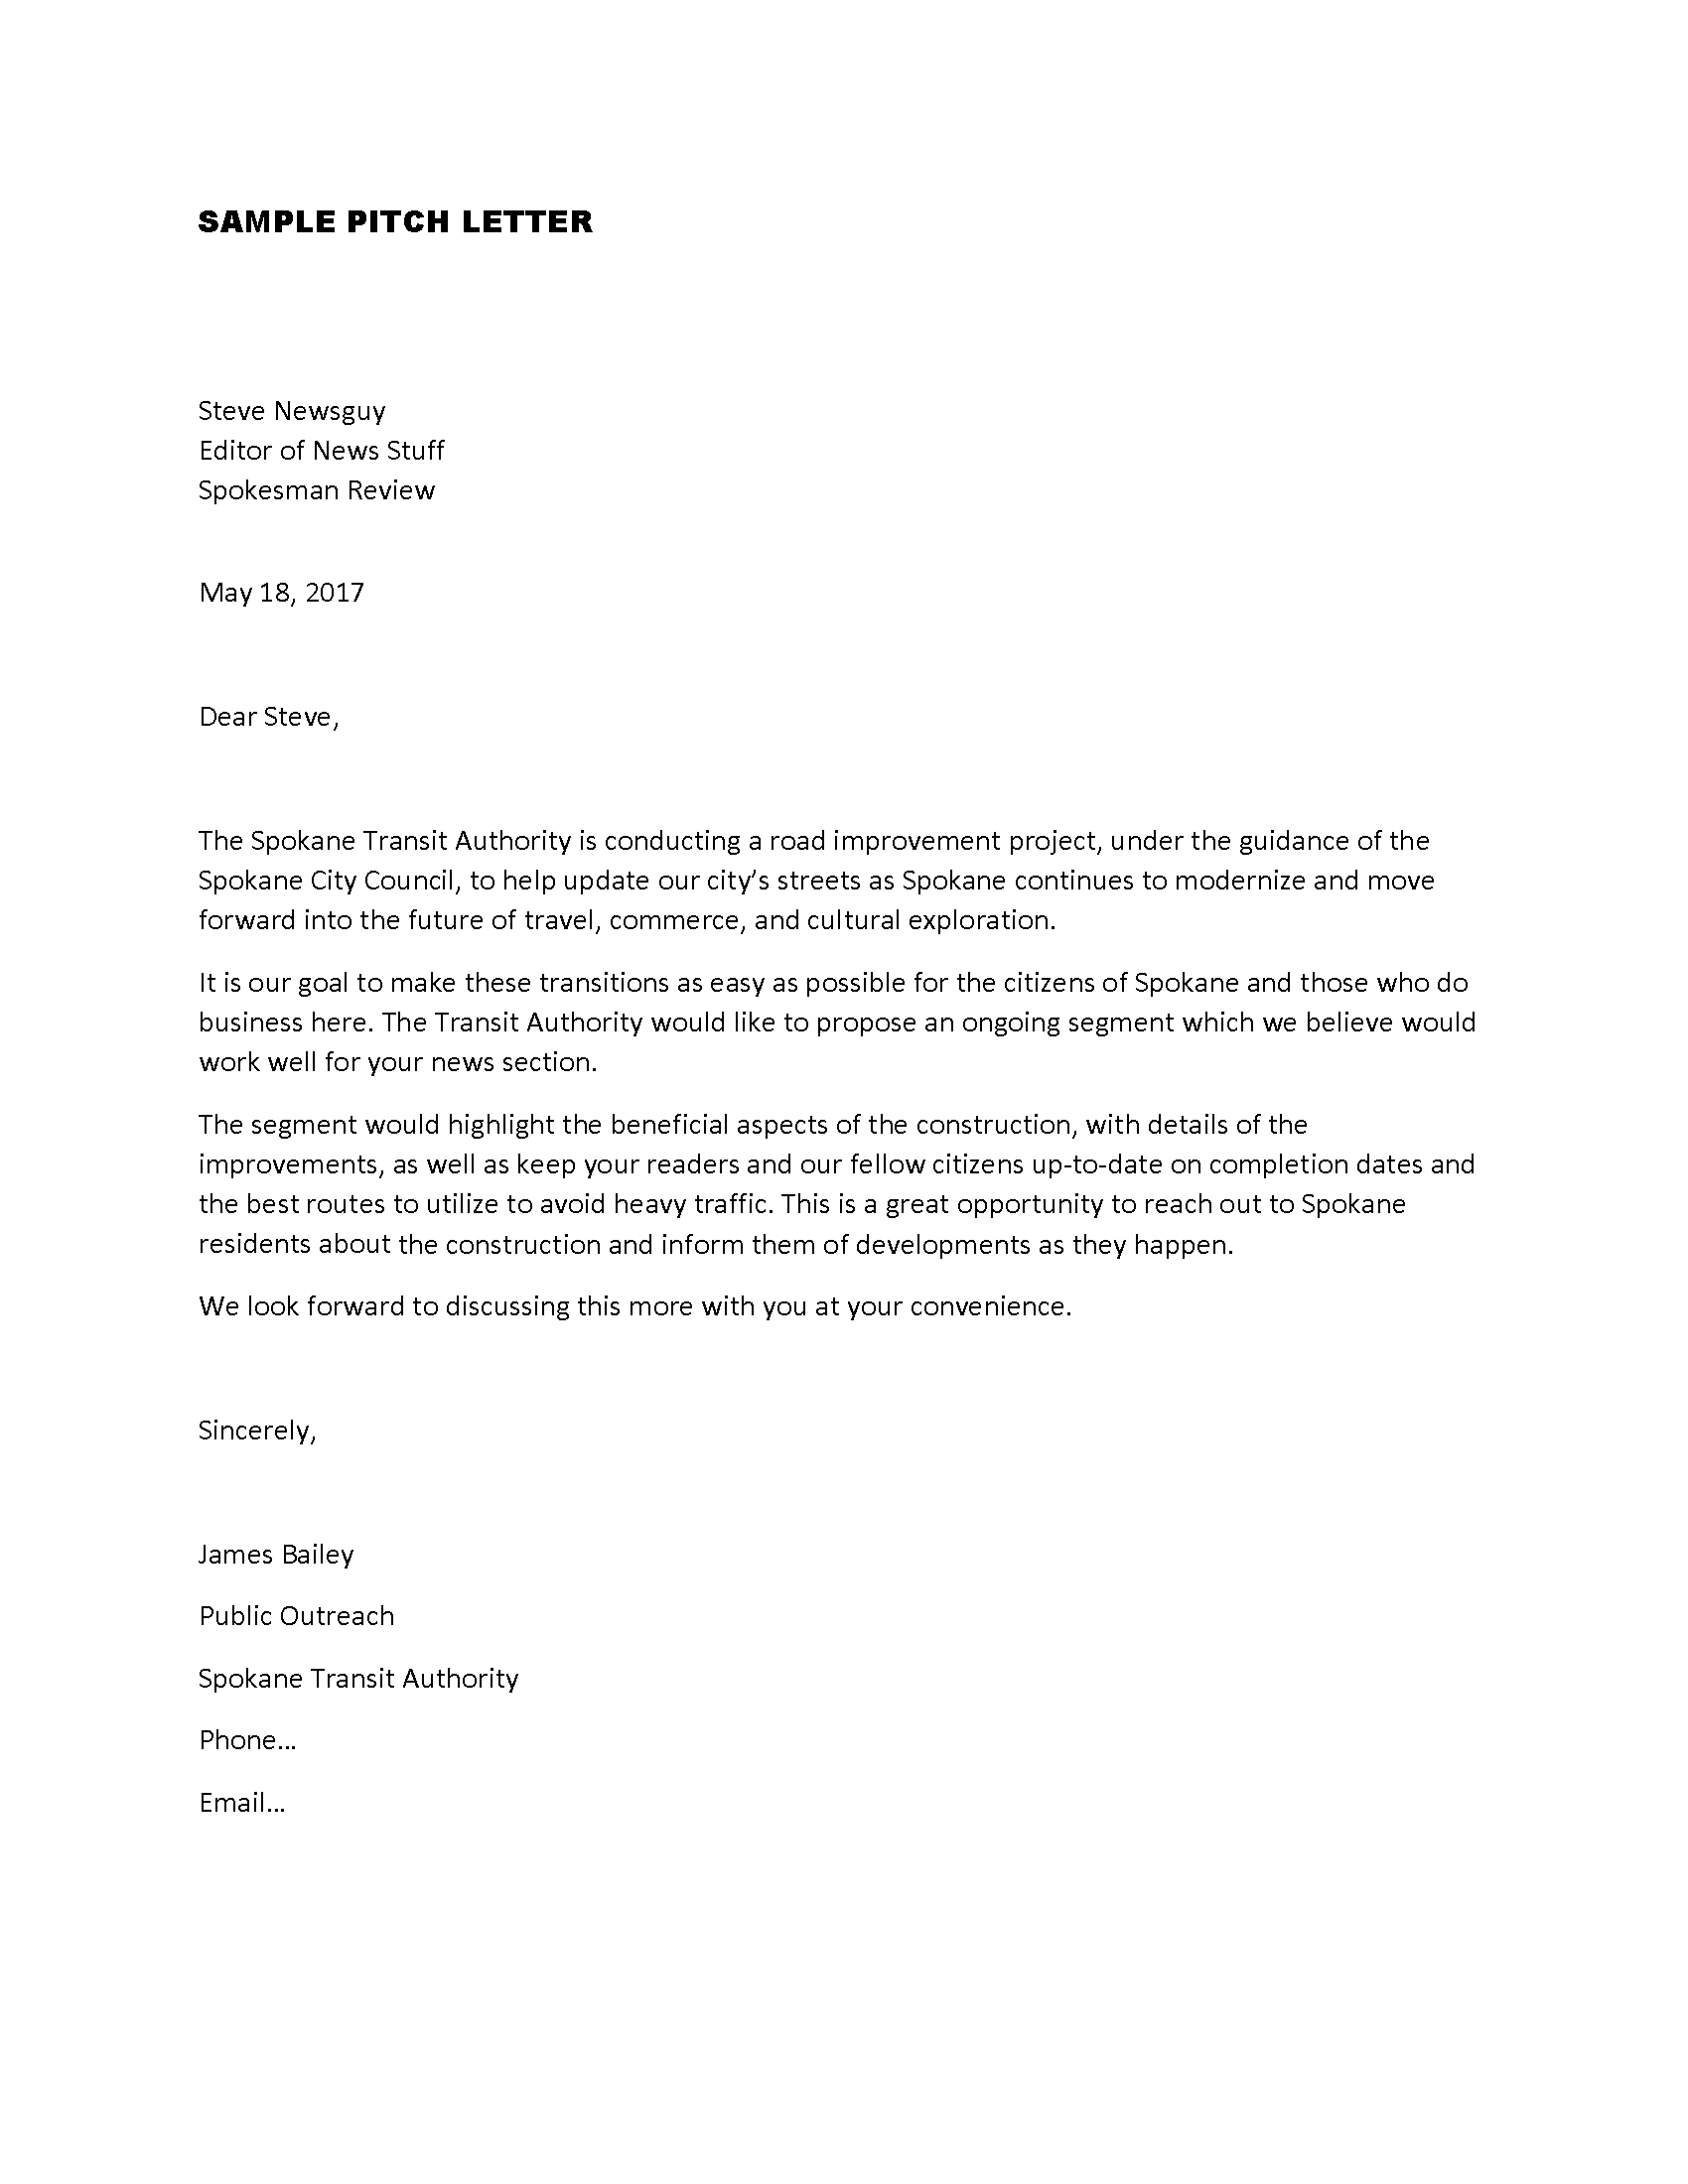 SAMPLE PITCH LETTER
Steve Newsguy
Editor of News Stuff
Spokesman Review
May 18, 2017
Dear Steve,
The Spokane Transit Authority is conducting a road improvement project, under the guidance of the
Spokane City Council, to help update our city’s streets as Spokane continues to modernize and move
forward into the future of travel, commerce, and cultural exploration.
It is our goal to make these transitions as easy as possible for the citizens of Spokane and those who do
business here. The Transit Authority would like to propose an ongoing segment which we believe would
work well for your news section.
The segment would highlight the beneficial aspects of the construction, with details of the
improvements, as well as keep your readers and our fellow citizens up-to-date on completion dates and
the best routes to utilize to avoid heavy traffic. This is a great opportunity to reach out to Spokane
residents about the construction and inform them of developments as they happen.
We look forward to discussing this more with you at your convenience.
Sincerely,
James Bailey
Public Outreach
Spokane Transit Authority
Phone…
Email…